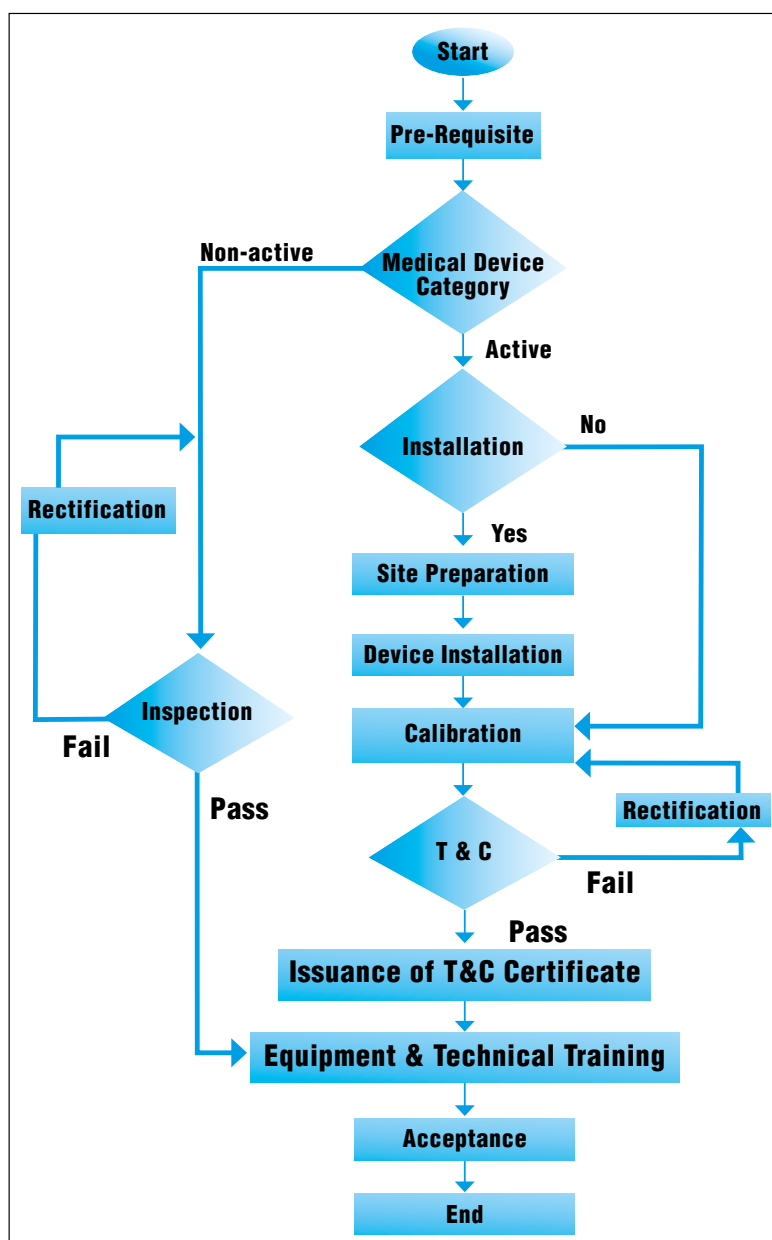 Start
Pre-Requisite
Non-active
Medical Device
Category
Active
Installation
No
Rectification
Yes
Site Preparation
Device Installation
Inspection
Calibration
Fail
Pass
Rectification
T & C
Fail
Pass
Issuance of T&C Certificate
Equipment & Technical Training
Acceptance
End